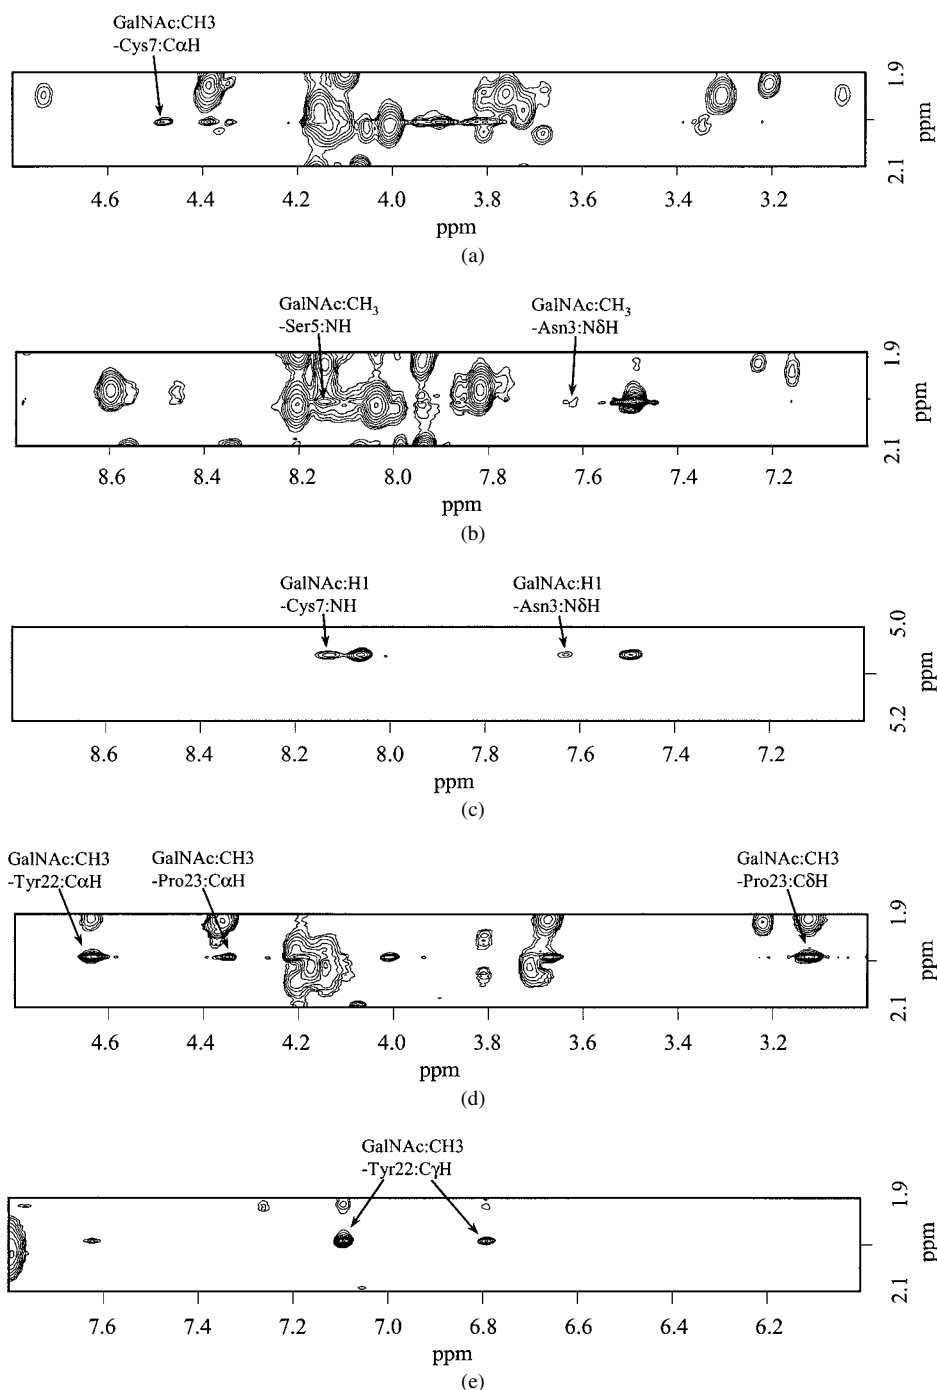 GalNAc:CH3
-Cys7:CαH
1.9
ppm
2.1
4.6 4.4 4.2 4.0 3.8 3.6 3.4 3.2
ppm
(a)
GalNAc:CH₃ GalNAc:CH₃
-Ser5:NH -Asn3:NδH
1.9
ppm
2.1
8.6 8.4 8.2 8.0 7.8 7.6 7.4 7.2
ppm
(b)
GalNAc:H1 GalNAc:H1
-Cys7:NH -Asn3:NδH
5.0
ppm
5.2
8.6 8.4 8.2 8.0 7.8 7.6 7.4 7.2
ppm
(c)
GalNAc:CH3 GalNAc:CH3 GalNAc:CH3
-Tyr22:CαH -Pro23:CαH -Pro23:CδH
1.9
ppm
2.1
4.6 4.4 4.2 4.0 3.8 3.6 3.4 3.2
ppm
(d)
GalNAc:CH3
-Tyr22:CγH
1.9
ppm
2.1
7.6 7.4 7.2 7.0 6.8 6.6 6.4 6.2
ppm
(e)